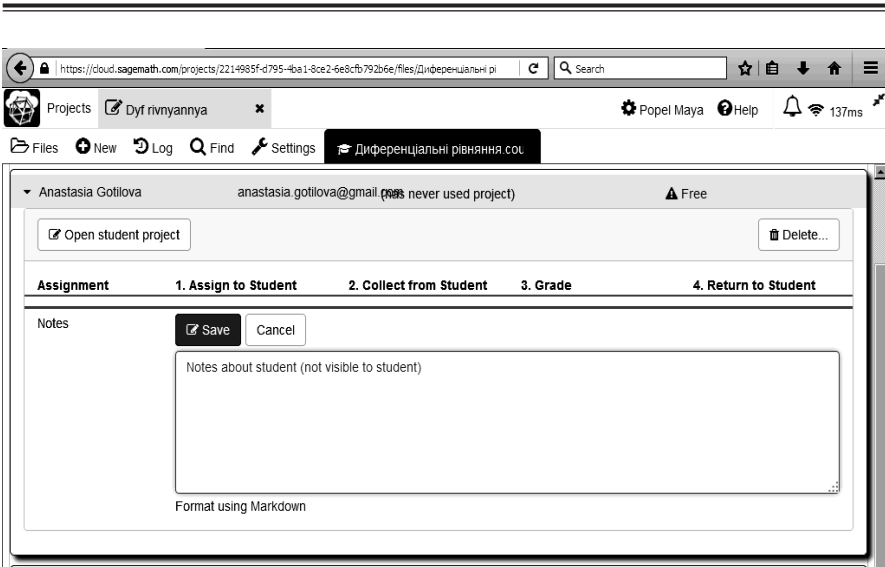 https://cloud.sagemath.com/projects/2214985f-d795-4ba1-8ce2-6e8cfb792b6e/files/Диференціальні рі
Search
Projects Dyf rivnyannya Popel Maya Help 137ms
Files New Log Find Settings Диференціальні рівняння.cou
Anastasia Gotilova anastasia.gotilova@gmail.com (has never used project) Free
Open student project Delete...
Assignment 1. Assign to Student 2. Collect from Student 3. Grade 4. Return to Student
Notes Save Cancel
Notes about student (not visible to student)
Format using Markdown